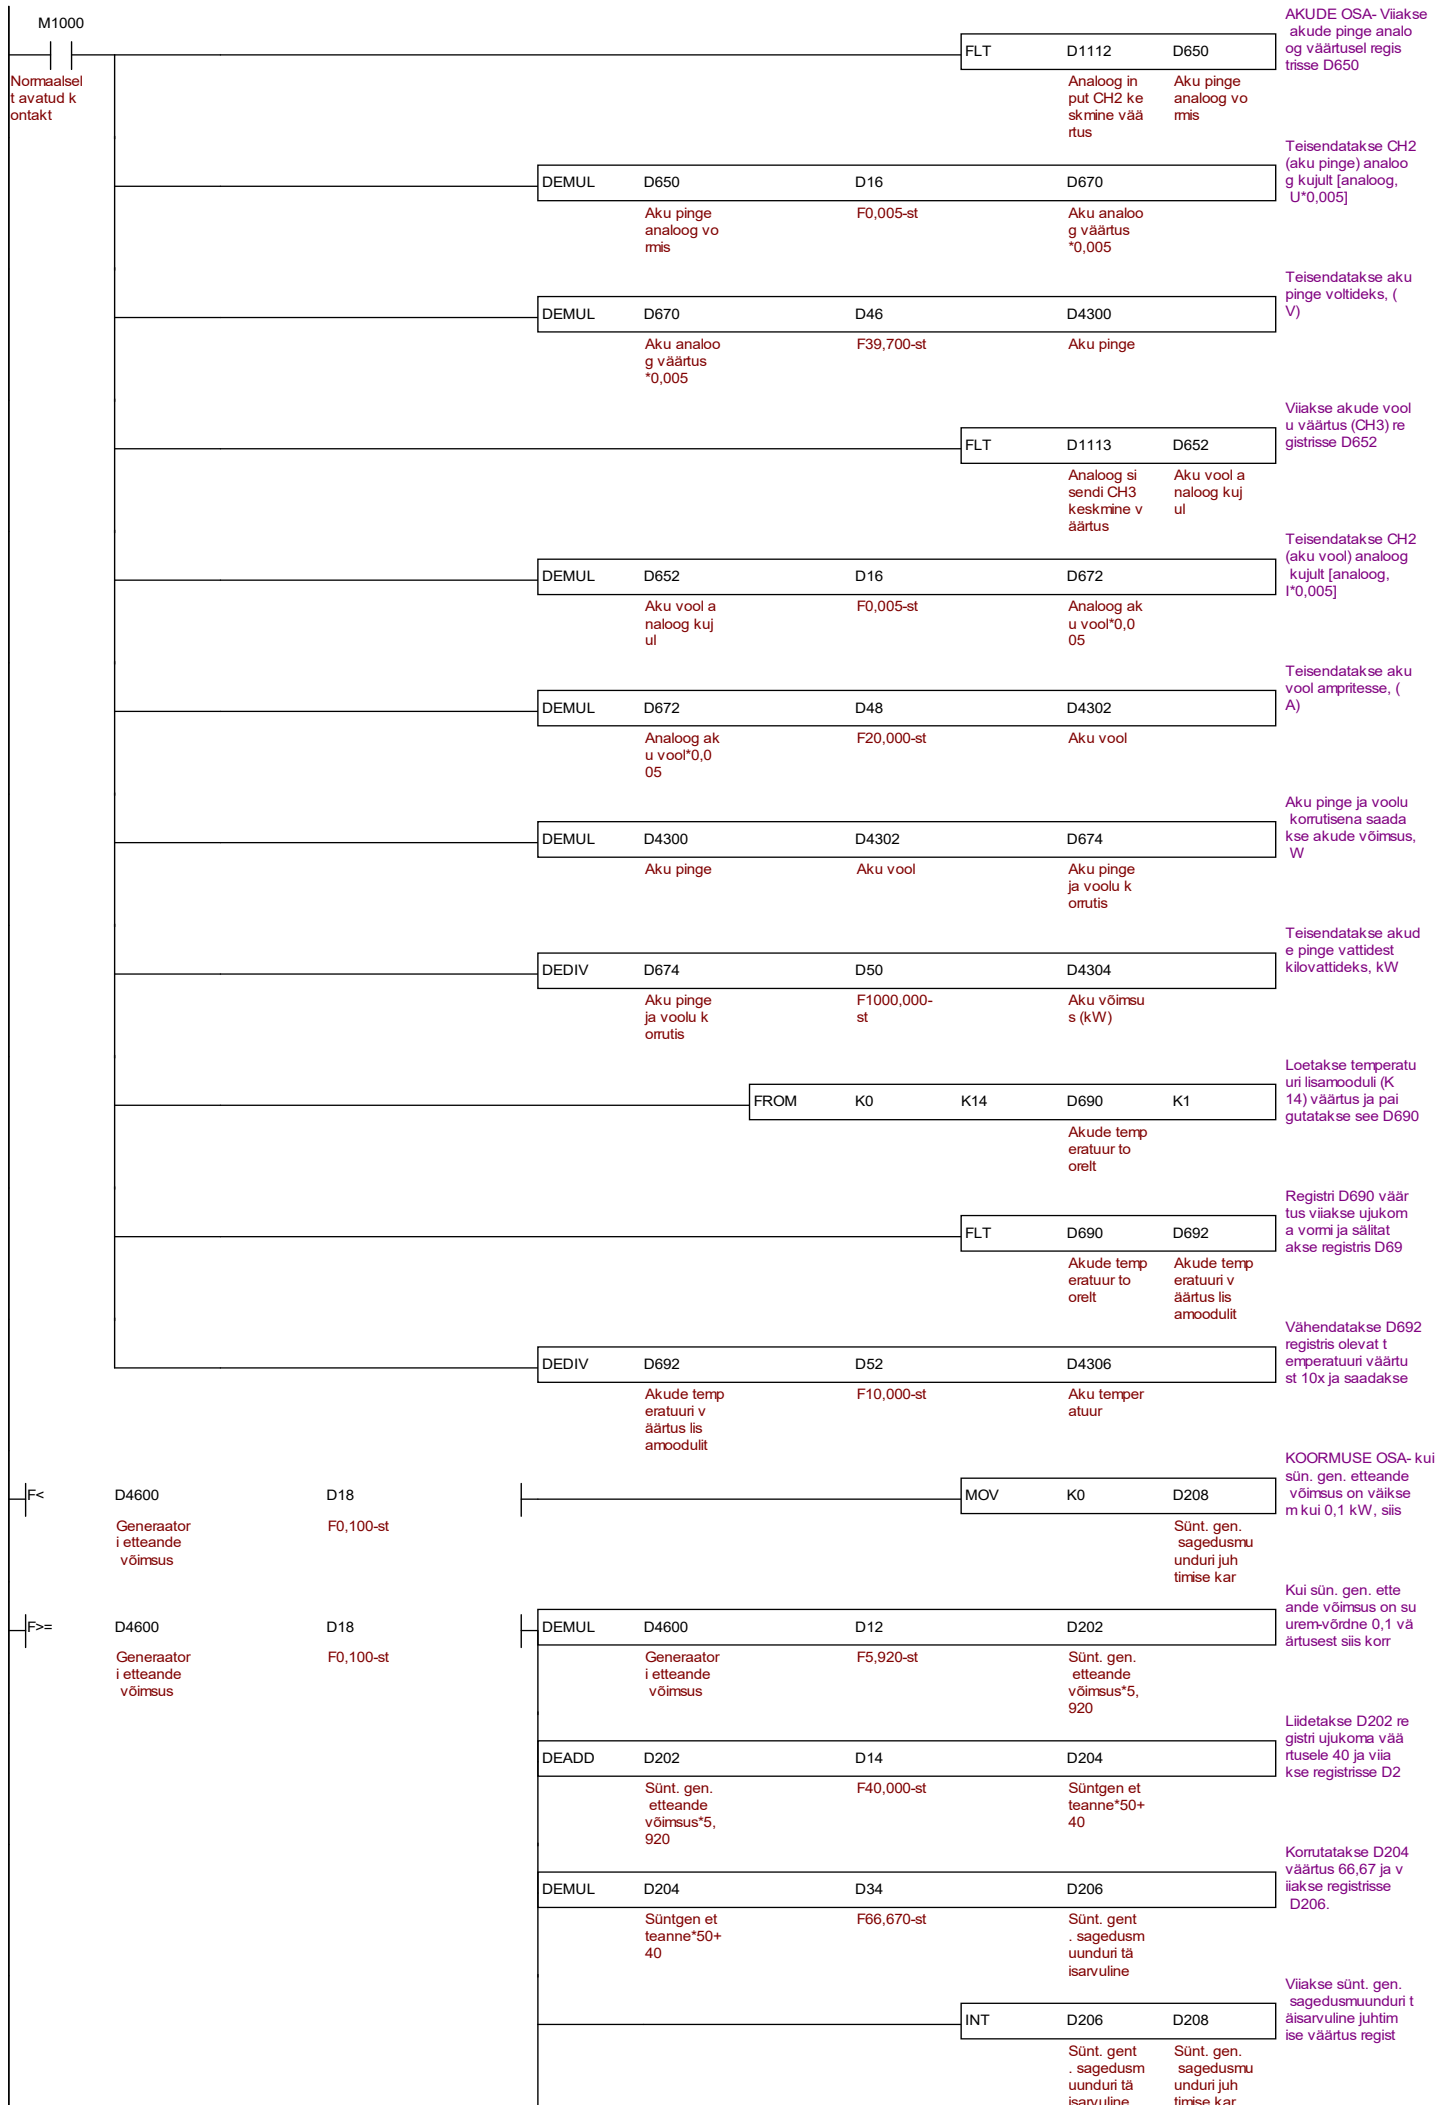 M1000
Normaalsel
t avatud k
ontakt
FLT D1112 D650
Analoog in
put CH2 ke
skmine vää
rtus
Aku pinge
analoog vo
rmis
AKUDE OSA- Viiakse
akude pinge analo
og väärtusel regis
trisse D650
DEMUL D650 D16 D670
Aku pinge
analoog vo
rmis
F0,005-st
Aku analoo
g väärtus
*0,005
Teisendatakse CH2
(aku pinge) analoo
g kujult [analoog,
U*0,005]
DEMUL D670 D46 D4300
Aku analoo
g väärtus
*0,005
F39,700-st
Aku pinge
Teisendatakse aku
pinge voltideks, (
V)
FLT D1113 D652
Analoog si
sendi CH3
keskmine v
äärtus
Aku vool a
naloog kuj
ul
Viiakse akude vool
u väärtus (CH3) re
gistrisse D652
DEMUL D652 D16 D672
Aku vool a
naloog kuj
ul
F0,005-st
Analoog ak
u vool*0,0
05
Teisendatakse CH2
(aku vool) analoog
kujult [analoog,
I*0,005]
DEMUL D672 D48 D4302
Analoog ak
u vool*0,0
05
F20,000-st
Aku vool
Teisendatakse aku
vool ampritesse, (
A)
DEMUL D4300 D4302 D674
Aku pinge
Aku vool
Aku pinge
ja voolu k
orrutis
Aku pinge ja voolu
korrutisena saada
kse akude võimsus,
W
DEDIV D674 D50 D4304
Aku pinge
ja voolu k
orrutis
F1000,000-
st
Aku võimsu
s (kW)
Teisendatakse akud
e pinge vattidest
kilovattideks, kW
FROM K0 K14 D690 K1
Akude temp
eratuur to
orelt
Loetakse temperatu
uri lisamooduli (K
14) väärtus ja pai
gutatakse see D690
FLT D690 D692
Akude temp
eratuur to
orelt
Akude temp
eratuuri v
äärtus lis
amoodulit
Registri D690 väär
tus viiakse ujukom
a vormi ja sälitat
akse registris D69
DEDIV D692 D52 D4306
Akude temp
eratuuri v
äärtus lis
amoodulit
F10,000-st
Aku temper
atuur
Vähendatakse D692
registris olevat t
emperatuuri väärtu
st 10x ja saadakse
F< D4600 D18
Generaator
i etteande
võimsus
F0,100-st
MOV K0 D208
Sünt. gen.
sagedusmu
unduri juh
timise kar
KOORMUSE OSA- kui
sün. gen. etteande
võimsus on väikse
m kui 0,1 kW, siis
F>= D4600 D18
Generaator
i etteande
võimsus
F0,100-st
DEMUL D4600 D12 D202
Generaator
i etteande
võimsus
F5,920-st
Sünt. gen.
etteande
võimsus*5,
920
Kui sün. gen. ette
ande võimsus on su
urem-võrdne 0,1 vä
ärtusest siis korr
DEADD D202 D14 D204
Sünt. gen.
etteande
võimsus*5,
920
F40,000-st
Süntgen et
teanne*50+
40
Liidetakse D202 re
gistri ujukoma vää
rtusele 40 ja viia
kse registrisse D2
DEMUL D204 D34 D206
Süntgen et
teanne*50+
40
F66,670-st
Sünt. gent
. sagedusm
uunduri tä
isarvuline
Korrutatakse D204
väärtus 66,67 ja v
iiakse registrisse
D206.
INT D206 D208
Sünt. gent
. sagedusm
uunduri tä
isarvuline
Sünt. gen.
sagedusmu
unduri juh
timise kar
Viiakse sünt. gen.
sagedusmuunduri t
äisarvuline juhtim
ise väärtus regist